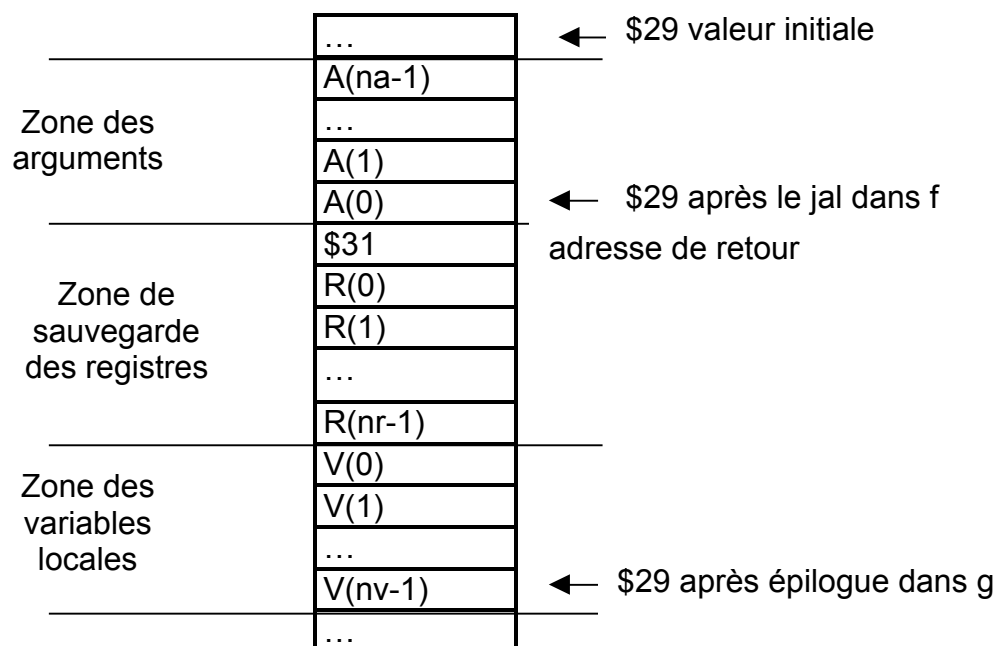 … $29 valeur initiale
A(na-1)
Zone des
arguments
…
A(1)
A(0) $29 après le jal dans f
$31 adresse de retour
Zone de
sauvegarde
des registres
R(0)
R(1)
…
R(nr-1)
Zone des
variables
locales
V(0)
V(1)
…
V(nv-1) $29 après épilogue dans g
…